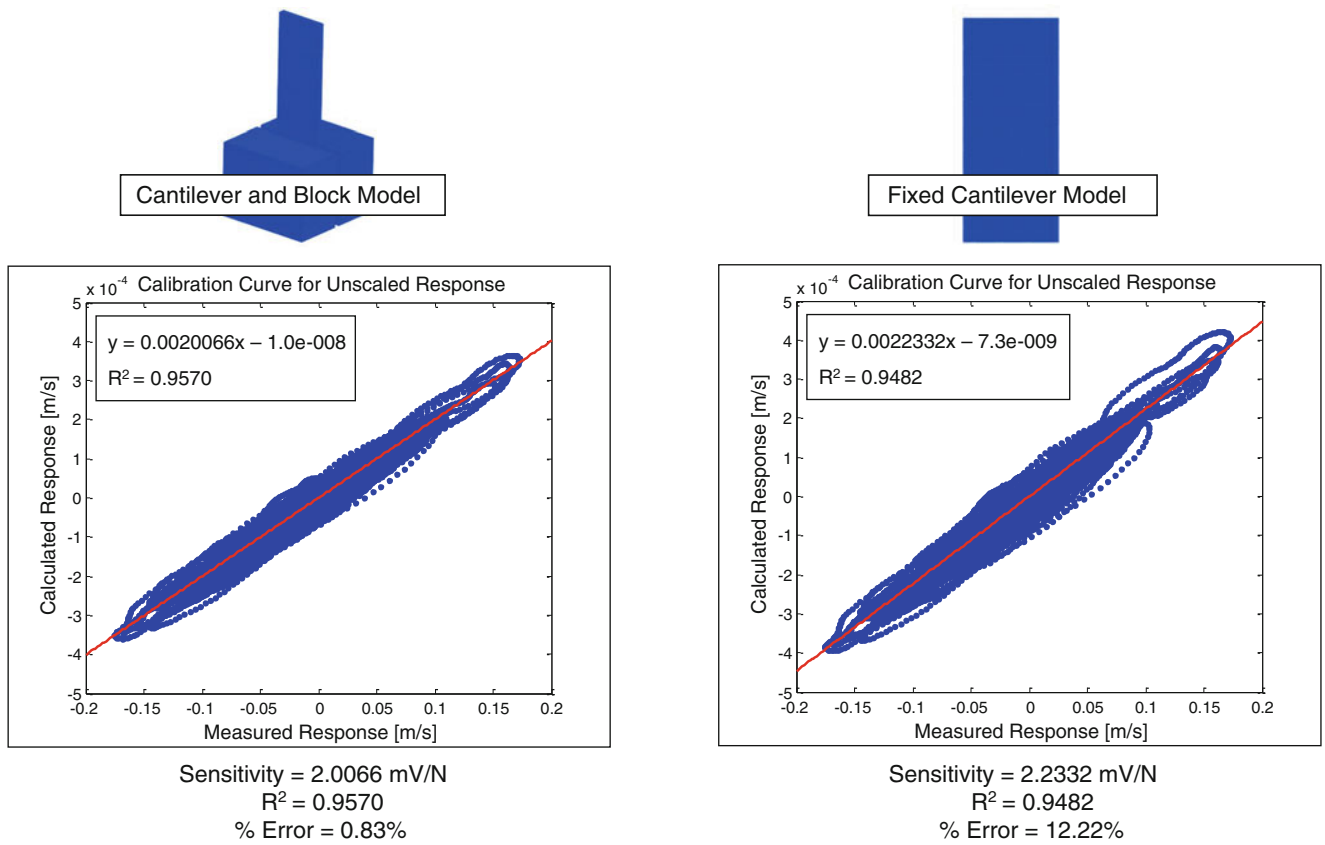 Cantilever and Block Model
x 10⁻⁴ Calibration Curve for Unscaled Response
y = 0.0020066x – 1.0e-008
R² = 0.9570
5
4
3
2
1
0
-1
-2
-3
-4
-5
Calculated Response [m/s]
-0.2 -0.15 -0.1 -0.05 0 0.05 0.1 0.15 0.2
Measured Response [m/s]
Sensitivity = 2.0066 mV/N
R² = 0.9570
% Error = 0.83%
Fixed Cantilever Model
x 10⁻⁴ Calibration Curve for Unscaled Response
y = 0.0022332x – 7.3e-009
R² = 0.9482
5
4
3
2
1
0
-1
-2
-3
-4
-5
Calculated Response [m/s]
-0.2 -0.15 -0.1 -0.05 0 0.05 0.1 0.15 0.2
Measured Response [m/s]
Sensitivity = 2.2332 mV/N
R² = 0.9482
% Error = 12.22%